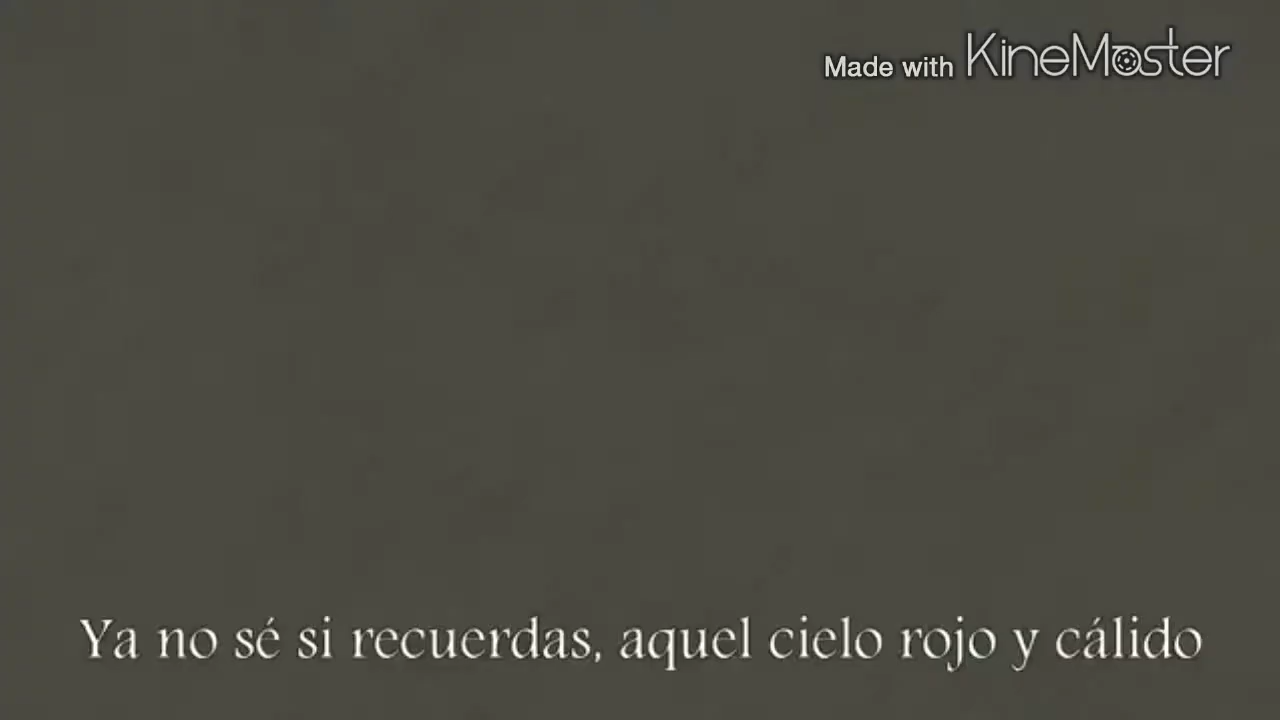 Made with KineMaster
Ya no sé si recuerdas, aquel cielo rojo y cálido